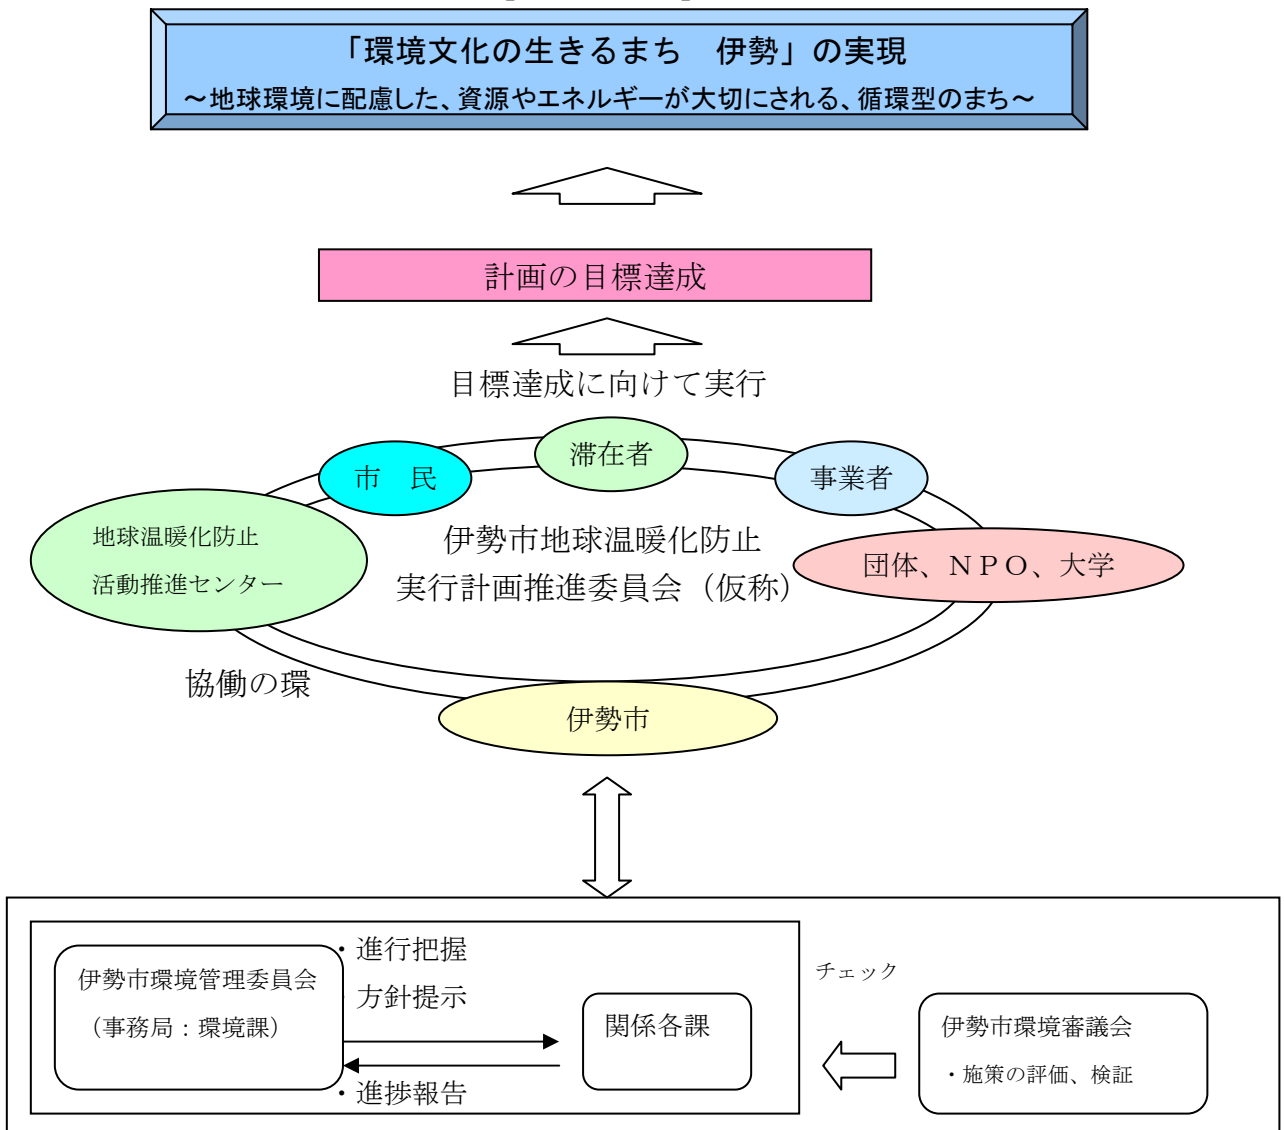 「環境文化の生きるまち　伊勢」の実現
～地球環境に配慮した、資源やエネルギーが大切にされる、循環型のまち～
計画の目標達成
目標達成に向けて実行
滞在者
市　民
事業者
地球温暖化防止
活動推進センター
伊勢市地球温暖化防止
実行計画推進委員会（仮称）
団体、ＮＰＯ、大学
協働の環
伊勢市
・進行把握
・方針提示
伊勢市環境管理委員会
（事務局：環境課）
関係各課
・進捗報告
チェック
伊勢市環境審議会
・施策の評価、検証